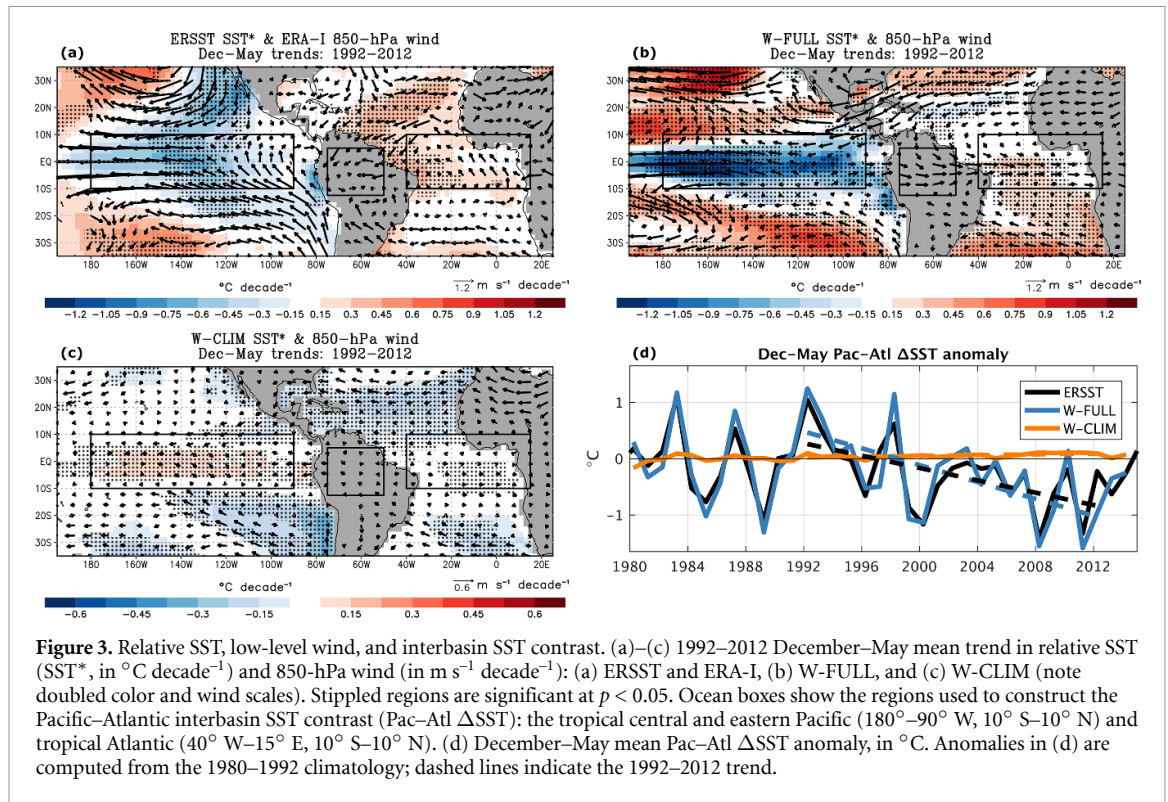 ERSST SST* & ERA-I 850-hPa wind
Dec-May trends: 1992-2012
(a)
30N
20N
10N
EQ
10S
20S
30S
180 160W 140W 120W 100W 80W 60W 40W 20W 0 20E
°C decade⁻¹
1.2 m s⁻¹ decade⁻¹
-1.2 -1.05 -0.9 -0.75 -0.6 -0.45 -0.3 -0.15 0.15 0.3 0.45 0.6 0.75 0.9 1.05 1.2
W-FULL SST* & 850-hPa wind
Dec-May trends: 1992-2012
(b)
30N
20N
10N
EQ
10S
20S
30S
180 160W 140W 120W 100W 80W 60W 40W 20W 0 20E
°C decade⁻¹
1.2 m s⁻¹ decade⁻¹
-1.2 -1.05 -0.9 -0.75 -0.6 -0.45 -0.3 -0.15 0.15 0.3 0.45 0.6 0.75 0.9 1.05 1.2
W-CLIM SST* & 850-hPa wind
Dec-May trends: 1992-2012
(c)
30N
20N
10N
EQ
10S
20S
30S
180 160W 140W 120W 100W 80W 60W 40W 20W 0 20E
°C decade⁻¹
0.6 m s⁻¹ decade⁻¹
-0.6 -0.45 -0.3 -0.15 0.15 0.3 0.45 0.6
(d)
Dec-May Pac-Atl ΔSST anomaly
ERSST
W-FULL
W-CLIM
°C
1
0
-1
1980 1984 1988 1992 1996 2000 2004 2008 2012
Figure 3. Relative SST, low-level wind, and interbasin SST contrast. (a)–(c) 1992–2012 December–May mean trend in relative SST
(SST*, in °C decade⁻¹) and 850-hPa wind (in m s⁻¹ decade⁻¹): (a) ERSST and ERA-I, (b) W-FULL, and (c) W-CLIM (note
doubled color and wind scales). Stippled regions are significant at p < 0.05. Ocean boxes show the regions used to construct the
Pacific–Atlantic interbasin SST contrast (Pac–Atl ΔSST): the tropical central and eastern Pacific (180°–90° W, 10° S–10° N) and
tropical Atlantic (40° W–15° E, 10° S–10° N). (d) December–May mean Pac–Atl ΔSST anomaly, in °C. Anomalies in (d) are
computed from the 1980–1992 climatology; dashed lines indicate the 1992–2012 trend.